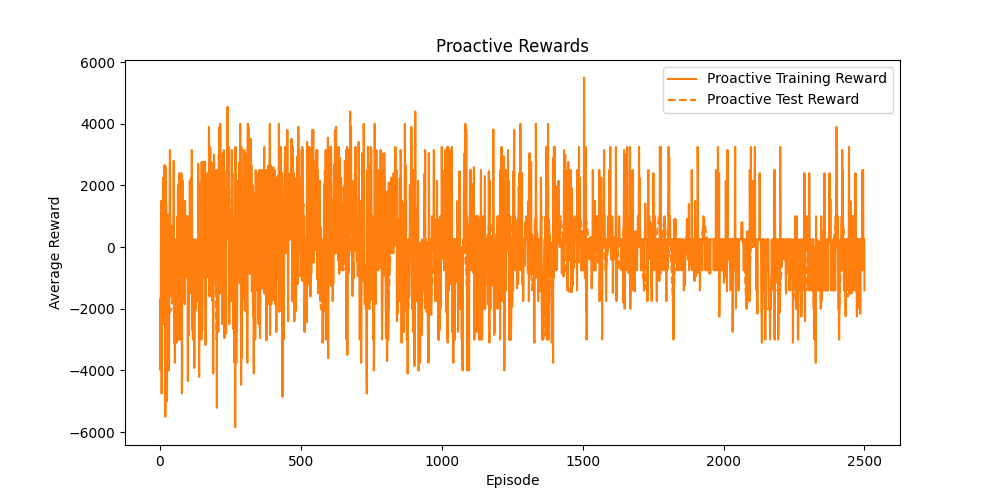 Proactive Rewards
Proactive Training Reward
Proactive Test Reward
Average Reward
6000
4000
2000
0
−2000
−4000
−6000
0
500
1000
1500
2000
2500
Episode